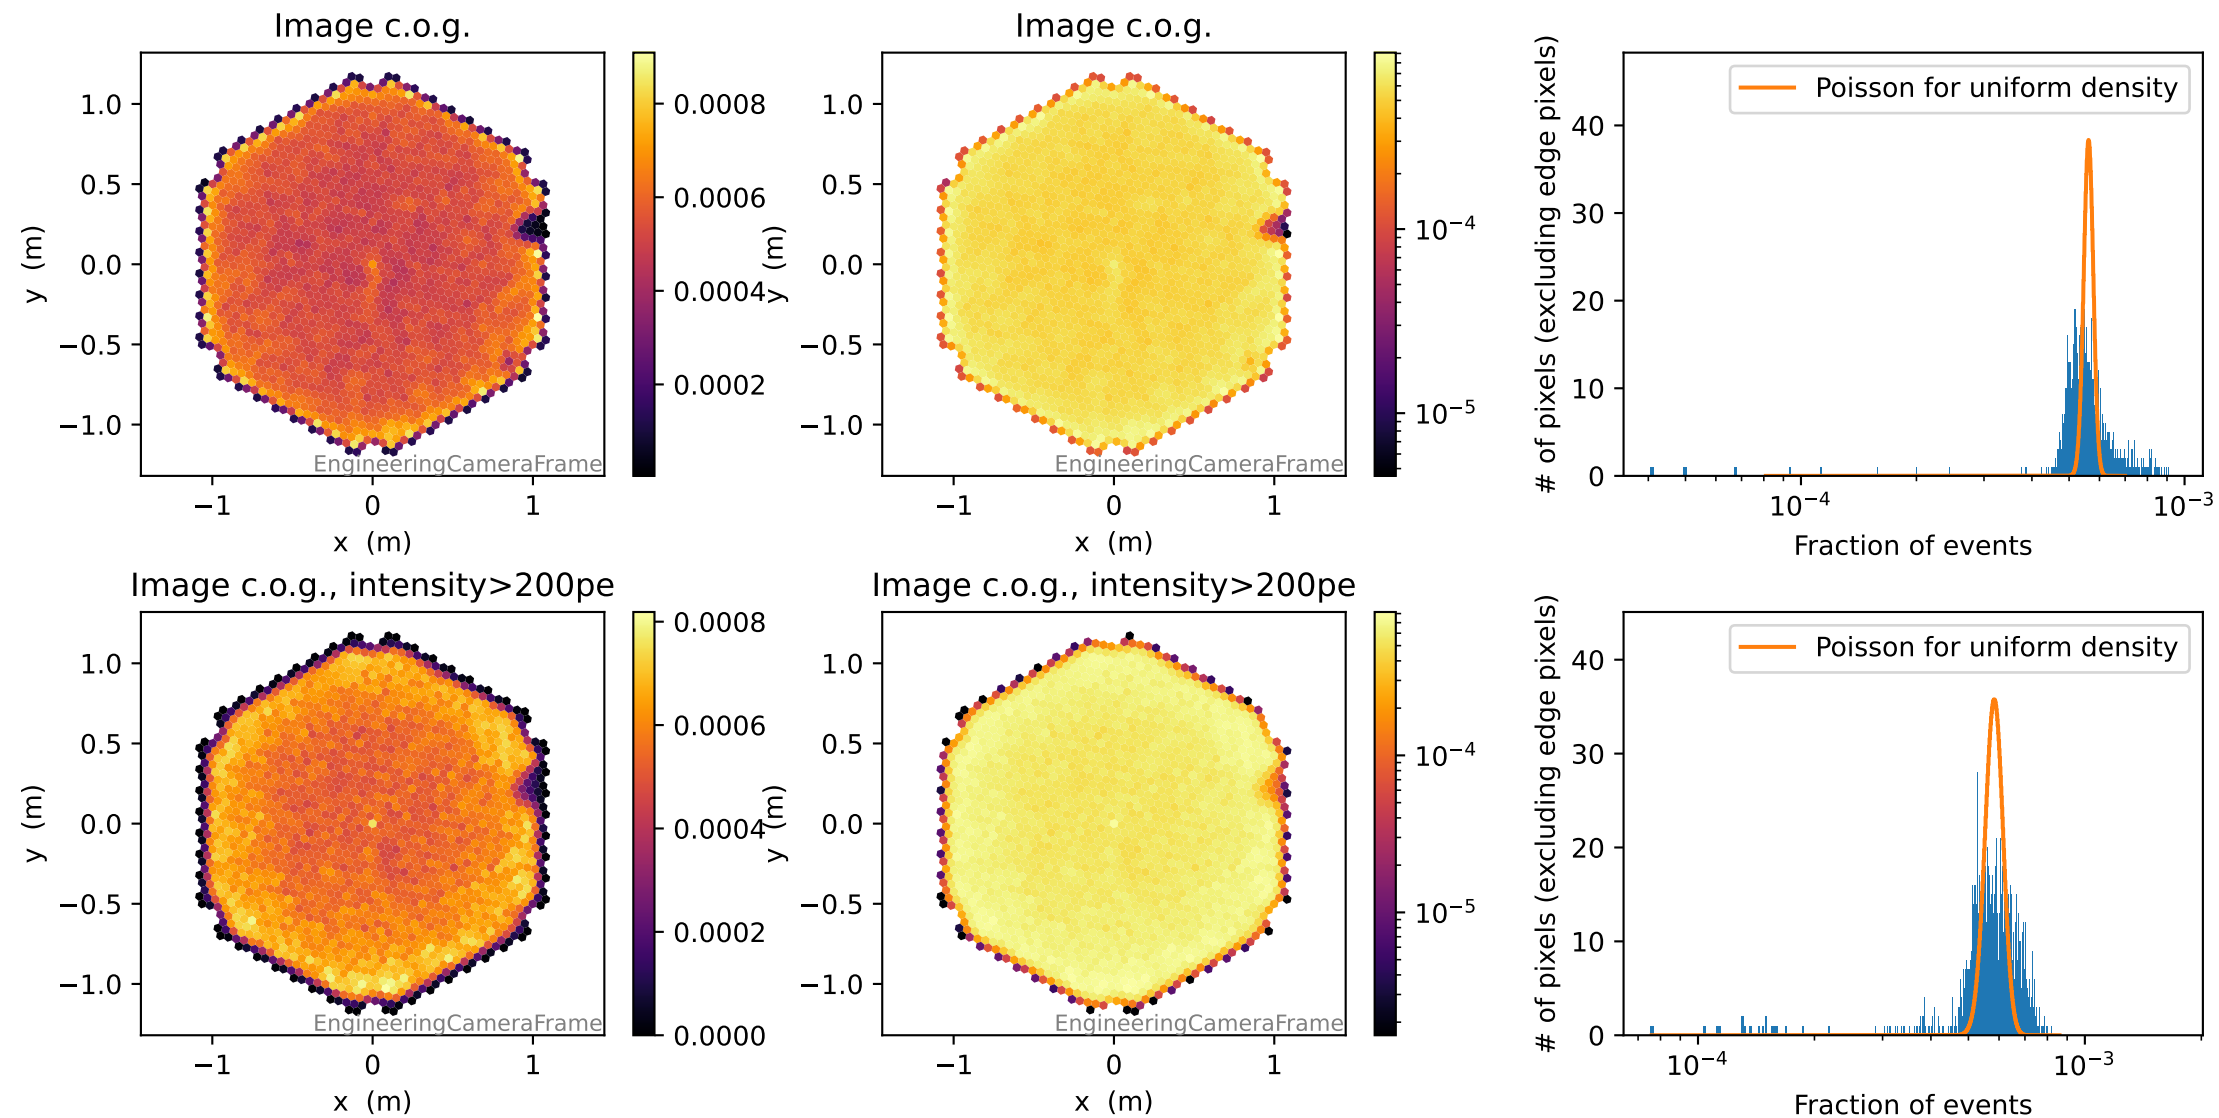 Image c.o.g.
y (m)
1.0
0.5
0.0
−0.5
−1.0
−1
0
1
x (m)
EngineeringCameraFrame
0.0008
0.0006
0.0004
0.0002
Image c.o.g.
y (m)
1.0
0.5
0.0
−0.5
−1.0
−1
0
1
x (m)
EngineeringCameraFrame
10−4
10−5
# of pixels (excluding edge pixels)
40
30
20
10
0
Poisson for uniform density
10−4
10−3
Fraction of events
Image c.o.g., intensity>200pe
y (m)
1.0
0.5
0.0
−0.5
−1.0
−1
0
1
x (m)
EngineeringCameraFrame
0.0008
0.0006
0.0004
0.0002
0.0000
Image c.o.g., intensity>200pe
y (m)
1.0
0.5
0.0
−0.5
−1.0
−1
0
1
x (m)
EngineeringCameraFrame
10−4
10−5
# of pixels (excluding edge pixels)
40
30
20
10
0
Poisson for uniform density
10−4
10−3
Fraction of events